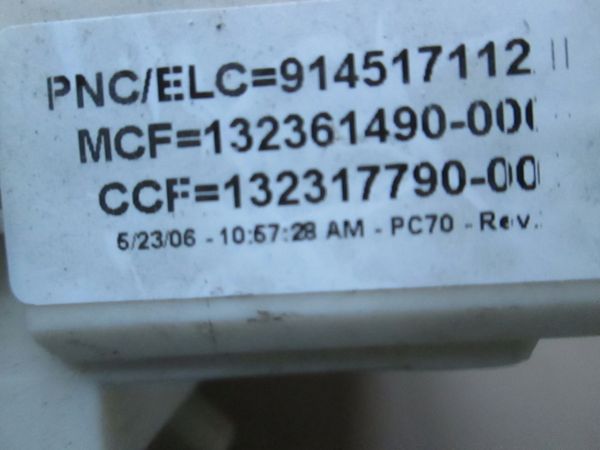 PNC/ELC=914517112
MCF=132361490-00
CCF=132317790-00
5/23/06 - 10:57:28 AM - PC70 - Rev.